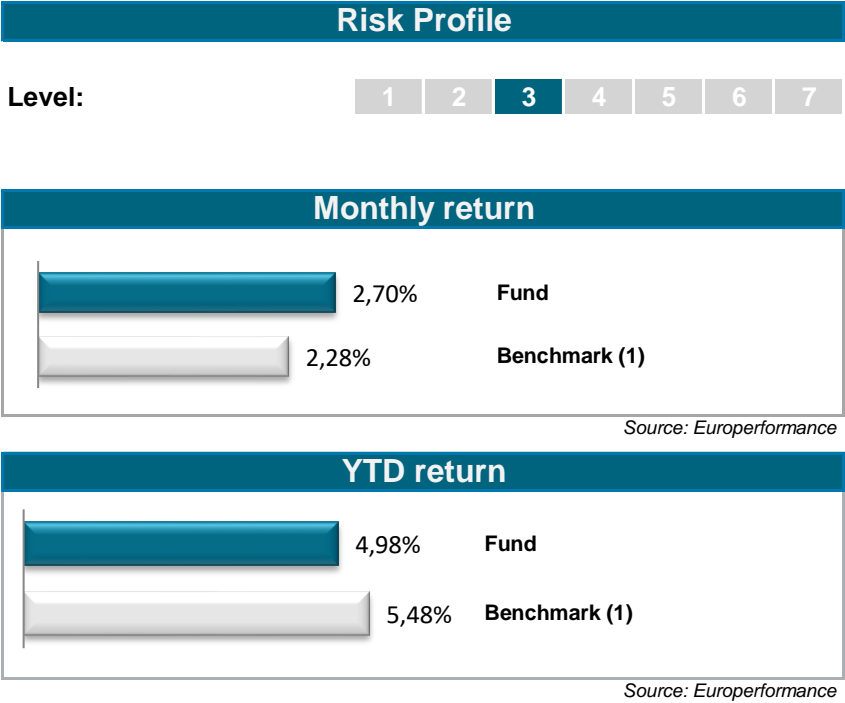 Risk Profile
Level: 1 2 3 4 5 6 7
Monthly return
2,70% Fund
2,28% Benchmark (1)
Source: Europerformance
YTD return
4,98% Fund
5,48% Benchmark (1)
Source: Europerformance